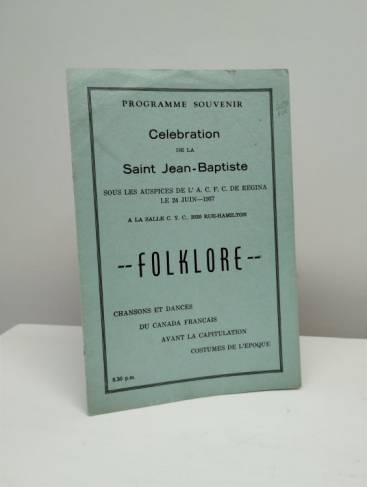 PROGRAMME SOUVENIR
Celebration
DE LA
Saint Jean-Baptiste
SOUS LES AUSPICES DE L'A. C. F. C. DE REGINA
LE 24 JUIN—1957
A LA SALLE C. Y. C., RUE-HAMILTON
--FOLKLORE--
CHANSONS ET DANCES
DU CANADA FRANCAIS
AVANT LA CAPITULATION
COSTUMES DE L'EPOQUE
8.30 p.m.